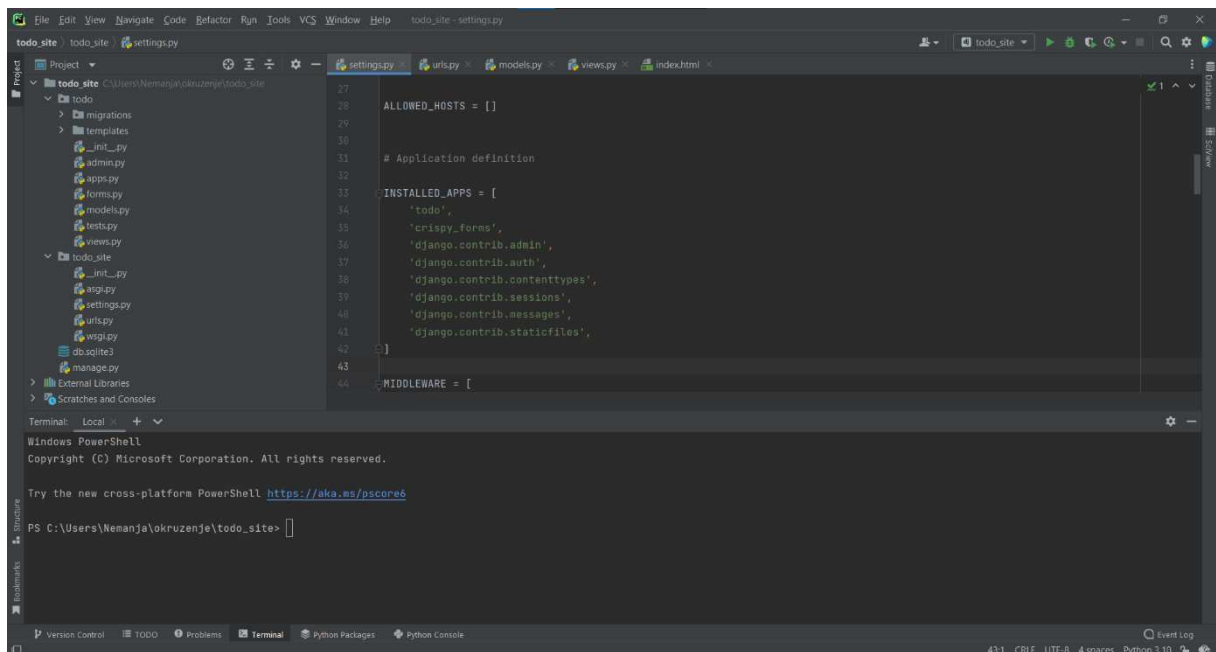 File Edit View Navigate Code Refactor Run Tools VCS Window Help todo_site - settings.py
todo_site todo_site settings.py
todo_site
Project
Project
settings.py urls.py models.py views.py index.html
todo_site C:\Users\Nemanja\okruzenje\todo_site
todo
migrations
templates
__init__.py
admin.py
apps.py
forms.py
models.py
tests.py
views.py
todo_site
__init__.py
asgi.py
settings.py
urls.py
wsgi.py
db.sqlite3
manage.py
External Libraries
Scratches and Consoles
27
28 ALLOWED_HOSTS = []
29
30
31 # Application definition
32
33 INSTALLED_APPS = [
34 'todo',
35 'crispy_forms',
36 'django.contrib.admin',
37 'django.contrib.auth',
38 'django.contrib.contenttypes',
39 'django.contrib.sessions',
40 'django.contrib.messages',
41 'django.contrib.staticfiles',
42 ]
43
44 MIDDLEWARE = [
1
Database
SciView
Terminal: Local
Windows PowerShell
Copyright (C) Microsoft Corporation. All rights reserved.
Try the new cross-platform PowerShell https://aka.ms/pscore6
PS C:\Users\Nemanja\okruzenje\todo_site>
Structure
Bookmarks
Version Control TODO Problems Terminal Python Packages Python Console Event Log
43:1 CRLF UTF-8 4 spaces Python 3.10